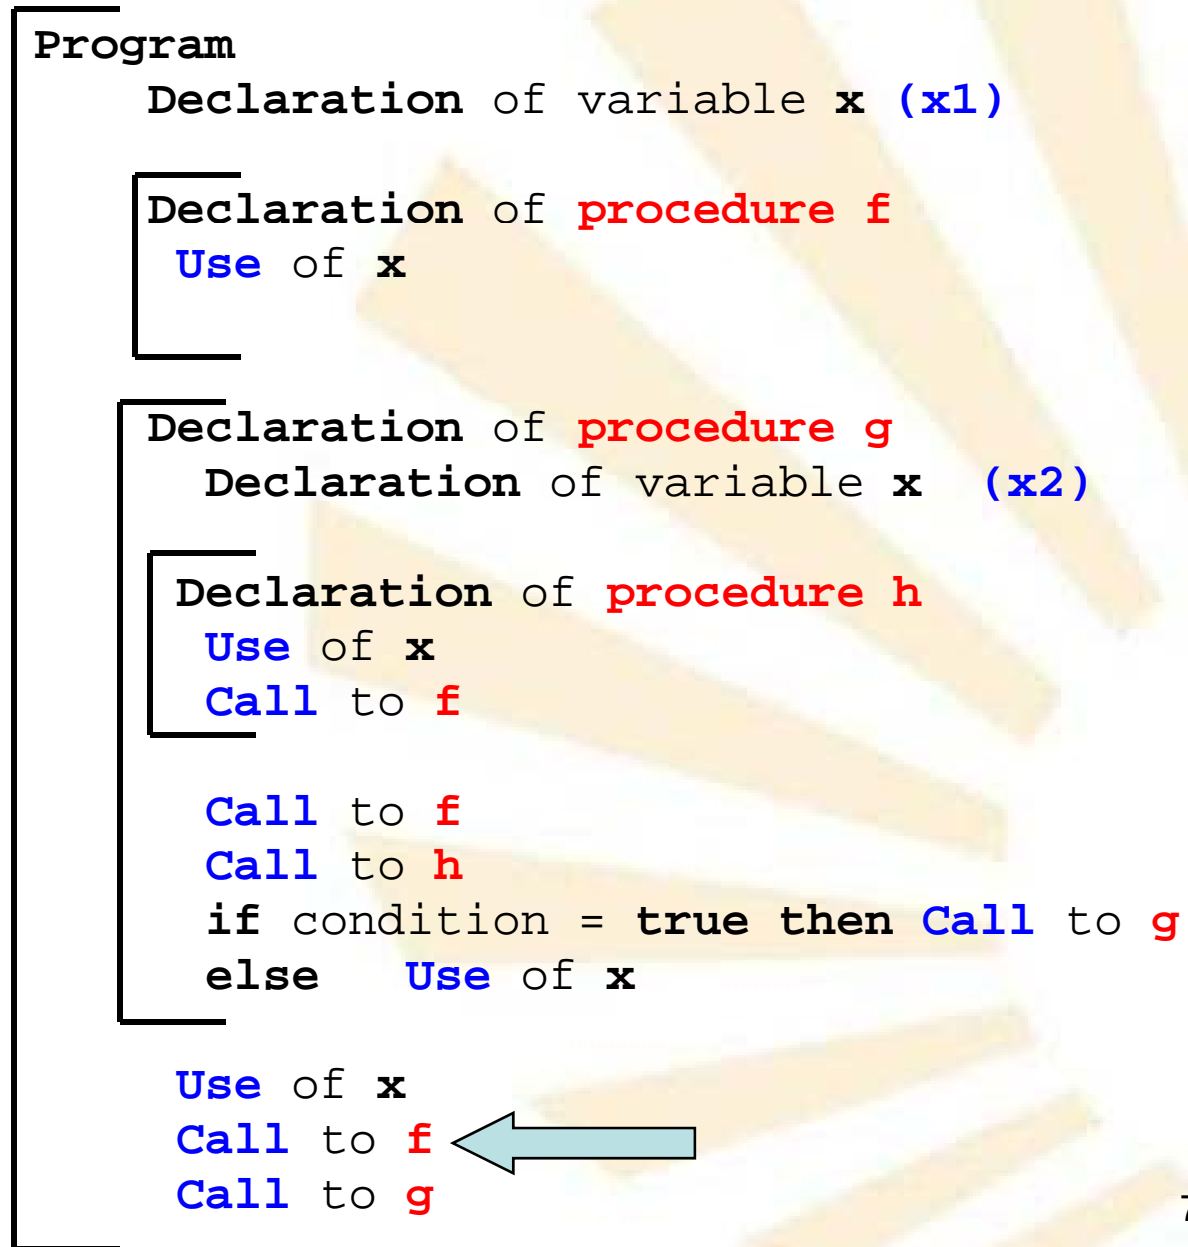 Program
Declaration of variable x (x1)
Declaration of procedure f
Use of x
Declaration of procedure g
Declaration of variable x (x2)
Declaration of procedure h
Use of x
Call to f
Call to f
Call to h
if condition = true then Call to g
else Use of x
Use of x
Call to f
Call to g